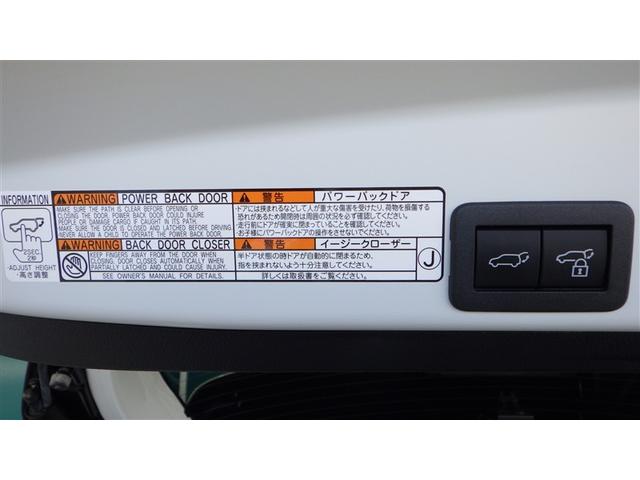 INFORMATION
2SEC
2秒
-ADJUST HEIGHT
・高さ調整
WARNING POWER BACK DOOR
MAKE SURE THE PATH IS CLEAR BEFORE OPENING OR
CLOSING THE DOOR. POWER BACK DOOR COULD INJURE
PEOPLE OR DAMAGE CARGO IF CAUGHT IN ITS PATH.
MAKE SURE THE DOOR IS CLOSED AND LATCHED BEFORE DRIVING.
NEVER ALLOW A CHILD TO OPERATE THE POWER BACK DOOR.
警告 パワーバックドア
・ドアには挟まれるなどして人が重大な傷害を受けたり、荷物を損傷する
恐れがあるため開閉時は周囲の状況を必ず確認してください。
・走行前にドアが確実に閉まっていることを確認してください。
・お子様にパワーバックドアの操作をさせないでください。
WARNING BACK DOOR CLOSER
KEEP FINGERS AWAY FROM THE DOOR WHEN
CLOSING. DOOR CLOSES AUTOMATICALLY WHEN
PARTIALLY LATCHED AND COULD CAUSE INJURY.
SEE OWNER'S MANUAL FOR DETAILS.
警告 イージークローザー
半ドア状態の時ドアが自動的に閉まるため、
指を挟まれないよう十分注意してください。
詳しくは取扱書をご覧ください。
J